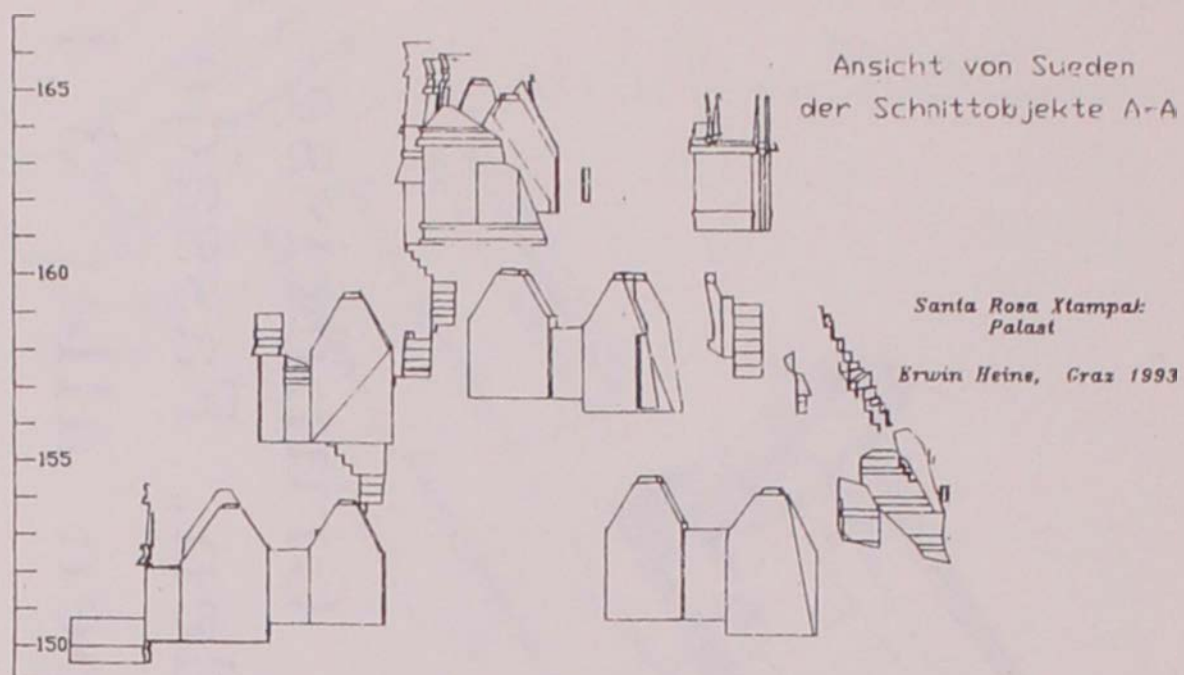 Ansicht von Sueden
der Schnittobjekte A-A
165
160
Santa Rosa Xtampak
Palast
Erwin Heine, Graz 1993
155
150